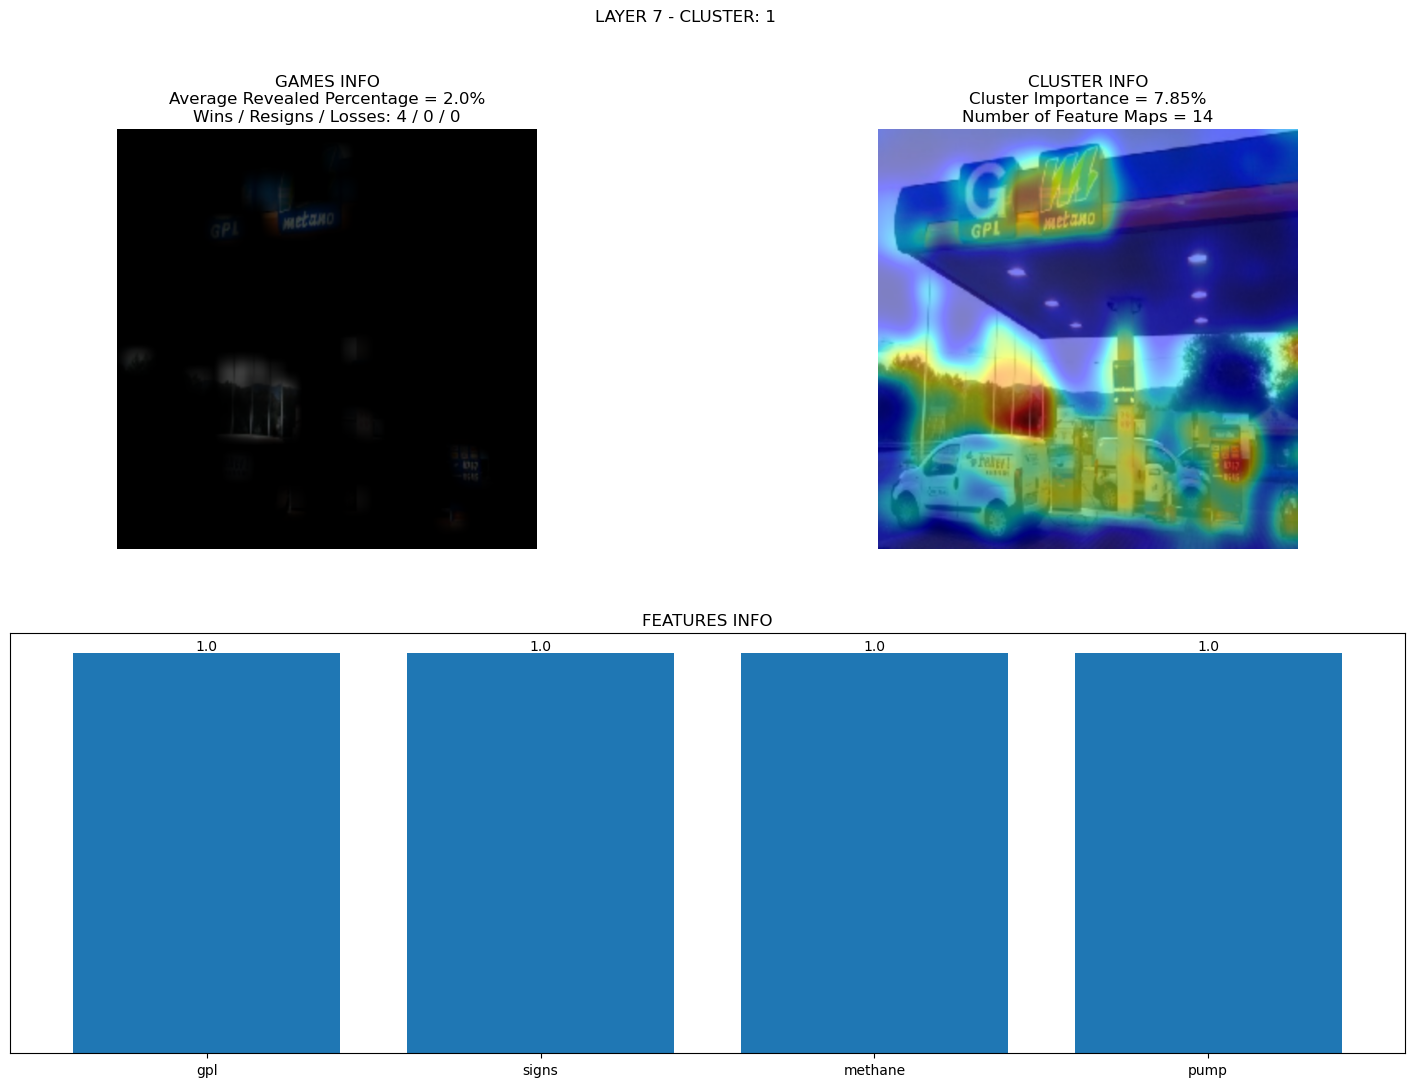 LAYER 7 - CLUSTER: 1
GAMES INFO
Average Revealed Percentage = 2.0%
Wins / Resigns / Losses: 4 / 0 / 0
GPL
metano
CLUSTER INFO
Cluster Importance = 7.85%
Number of Feature Maps = 14
G
GPL
metano
FEATURES INFO
1.0
1.0
1.0
1.0
gpl
signs
methane
pump